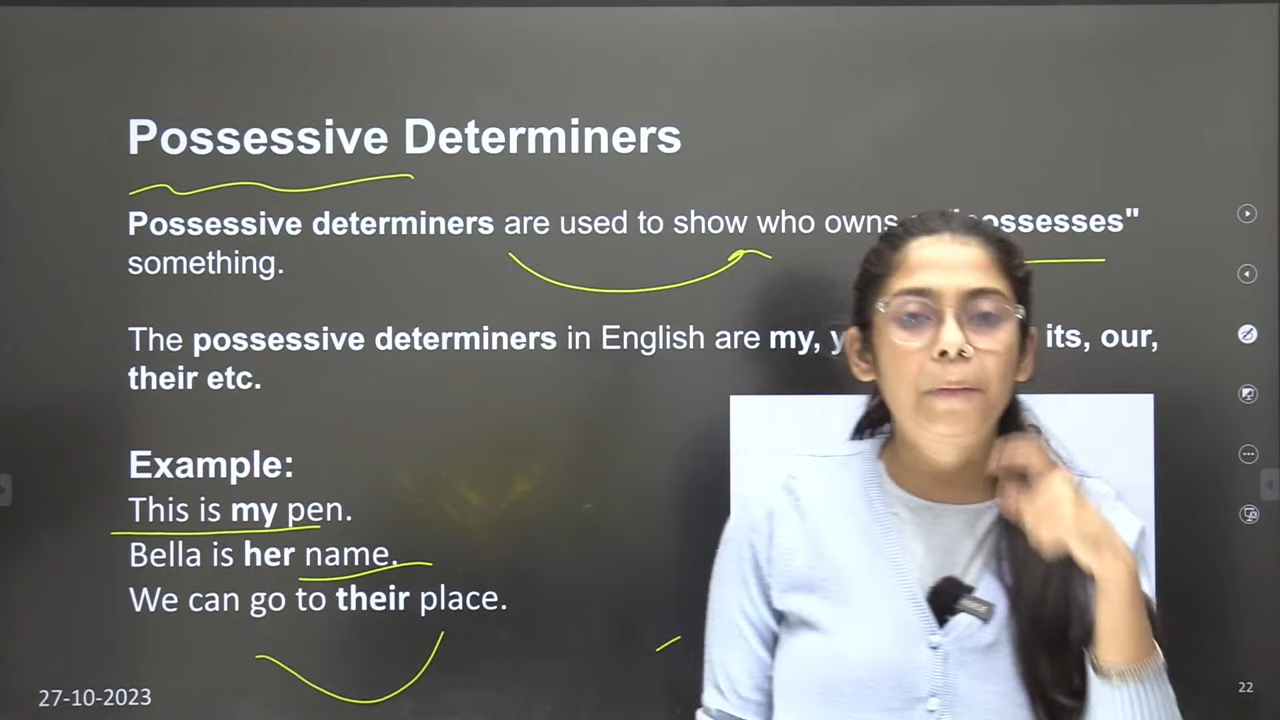 Possessive Determiners
Possessive determiners are used to show who owns ossesses"
something.
The possessive determiners in English are my, its, our,
their etc.
Example:
This is my pen.
Bella is her name.
We can go to their place.
27-10-2023
22